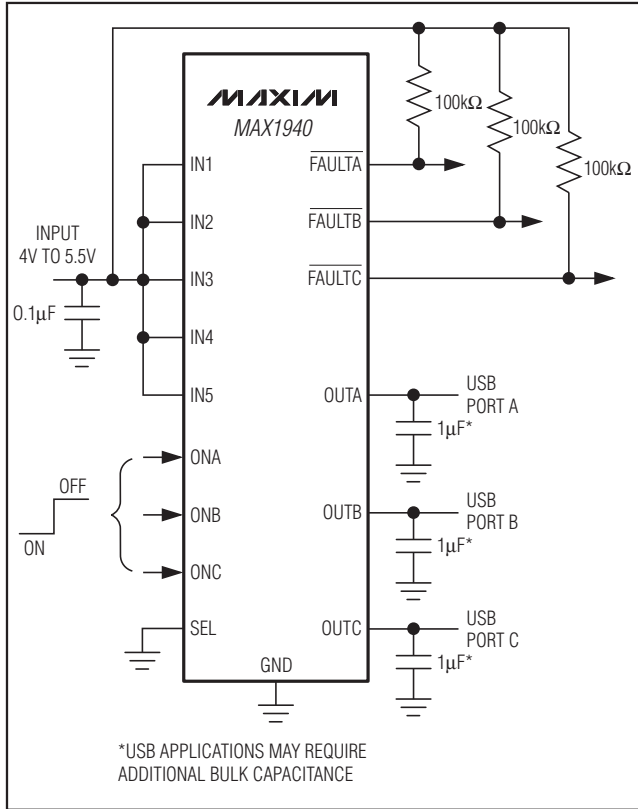 MAXIM
MAX1940
100kΩ
100kΩ
100kΩ
IN1
FAULTA
IN2
FAULTB
INPUT
4V TO 5.5V
IN3
FAULTC
0.1µF
IN4
IN5
OUTA
USB
PORT A
1µF*
ONA
OFF
ON
ONB
OUTB
USB
PORT B
1µF*
ONC
SEL
OUTC
USB
PORT C
1µF*
GND
*USB APPLICATIONS MAY REQUIRE
ADDITIONAL BULK CAPACITANCE